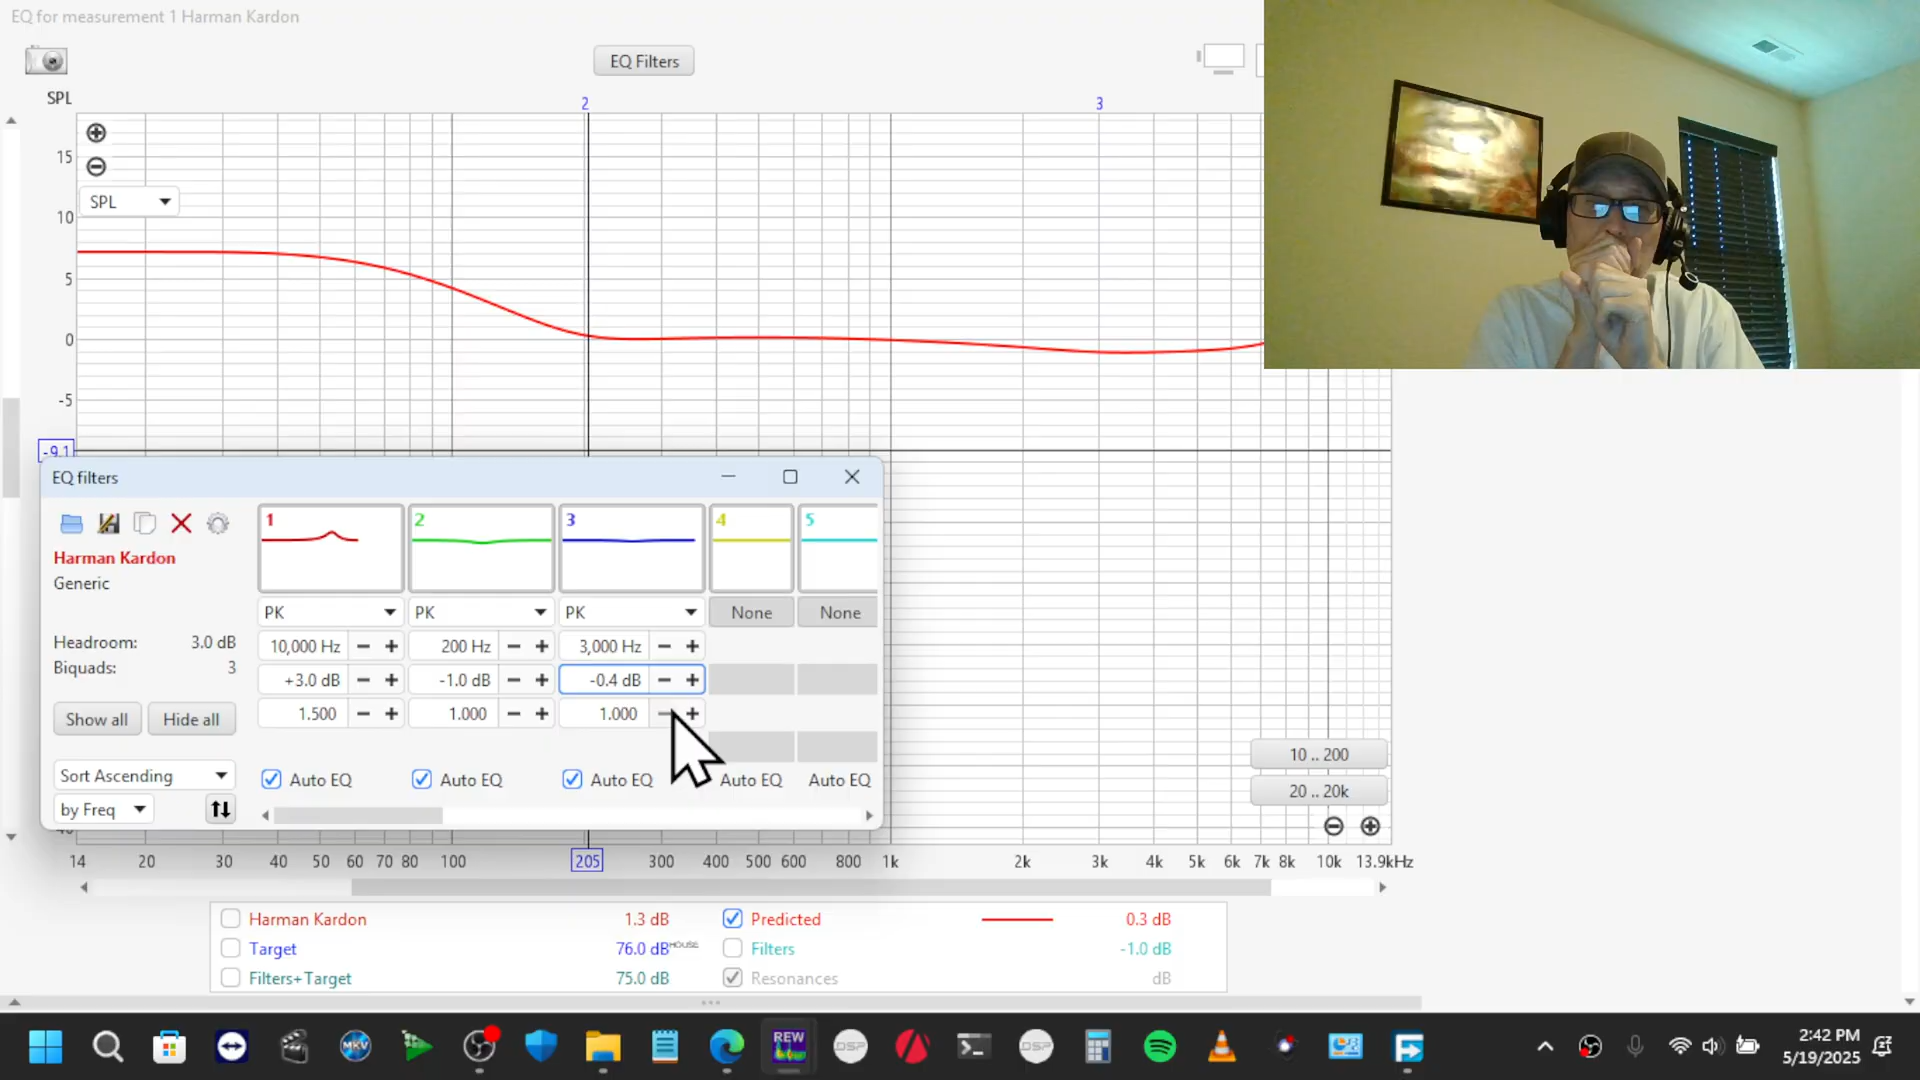 EQ for measurement 1 Harman Kardon
EQ Filters
SPL
2
3
15
10
5
0
-5
SPL
-9.1
EQ filters
1
2
3
4
5
Harman Kardon
Generic
PK
PK
PK
None
None
Headroom: 3.0 dB
Biquads: 3
10,000 Hz
200 Hz
3,000 Hz
+3.0 dB
-1.0 dB
-0.4 dB
1.500
1.000
1.000
Show all
Hide all
Sort Ascending
by Freq
Auto EQ
Auto EQ
Auto EQ
Auto EQ
Auto EQ
10 .. 200
20 .. 20k
14 20 30 40 50 60 70 80 100 205 300 400 500 600 800 1k 2k 3k 4k 5k 6k 7k 8k 10k 13.9kHz
Harman Kardon 1.3 dB
Predicted 0.3 dB
Target 76.0 dB HOUSE
Filters -1.0 dB
Filters+Target 75.0 dB
Resonances dB
MKV
REW
DSP
DSP
2:42 PM
5/19/2025